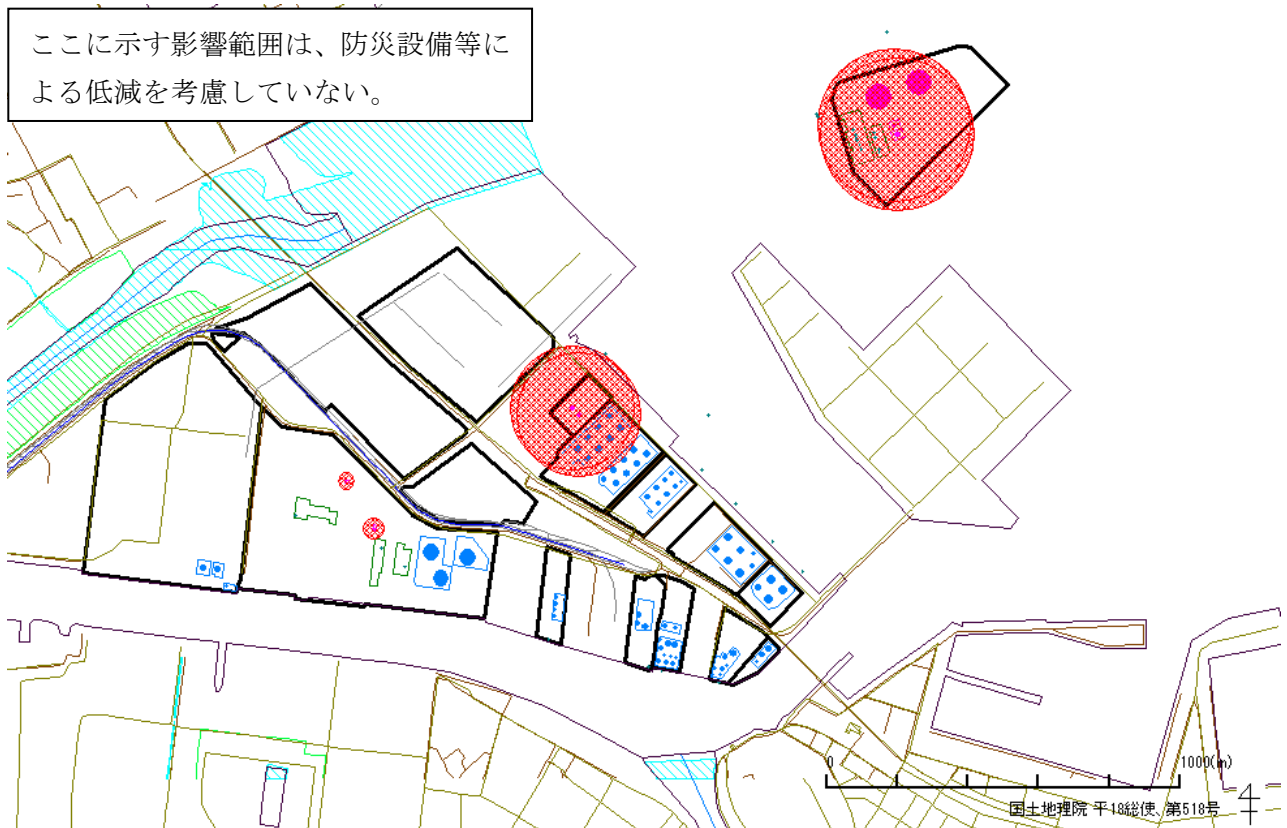 ここに示す影響範囲は、防災設備等に
よる低減を考慮していない。
0
1000(m)
国土地理院 平18総使、第518号